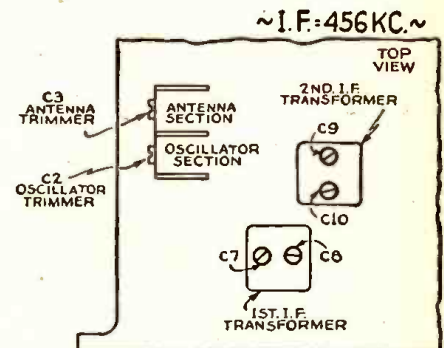 ~I.F.=456KC.~
TOP
VIEW
C3
ANTENNA
TRIMMER
ANTENNA
SECTION
2ND. I.F.
TRANSFORMER
C2
OSCILLATOR
TRIMMER
OSCILLATOR
SECTION
C9
C10
C7
C8
1ST. I.F.
TRANSFORMER